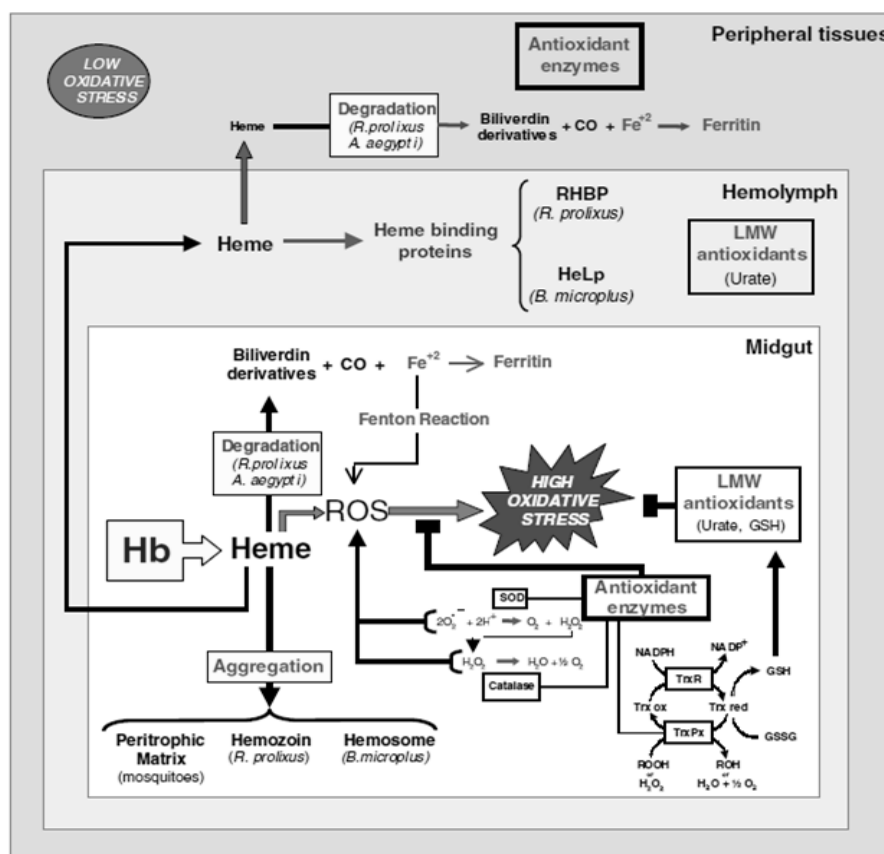 Peripheral tissues
LOW
OXIDATIVE
STRESS
Antioxidant
enzymes
Heme
Degradation
(R.prolixus
A. aegypti)
Biliverdin
derivatives + CO + Fe+2
Ferritin
Hemolymph
Heme
Heme binding
proteins
RHBP
(R. prolixus)
HeLp
(B. microplus)
LMW
antioxidants
(Urate)
Midgut
Biliverdin
derivatives + CO + Fe+2
Ferritin
Fenton Reaction
Degradation
(R.prolixus
A. aegypti)
Hb
Heme
ROS
HIGH
OXIDATIVE
STRESS
LMW
antioxidants
(Urate, GSH)
Antioxidant
enzymes
SOD
2O2•- + 2H+ → O2 + H2O2
H2O2 → H2O + ½ O2
Catalase
NADPH
NADP+
TrxR
Trx ox
Trx red
TrxPx
GSH
GSSG
ROOH
or
H2O2
ROH
or
H2O + ½ O2
Aggregation
Peritrophic
Matrix
(mosquitoes)
Hemozoin
(R. prolixus)
Hemosome
(B.microplus)